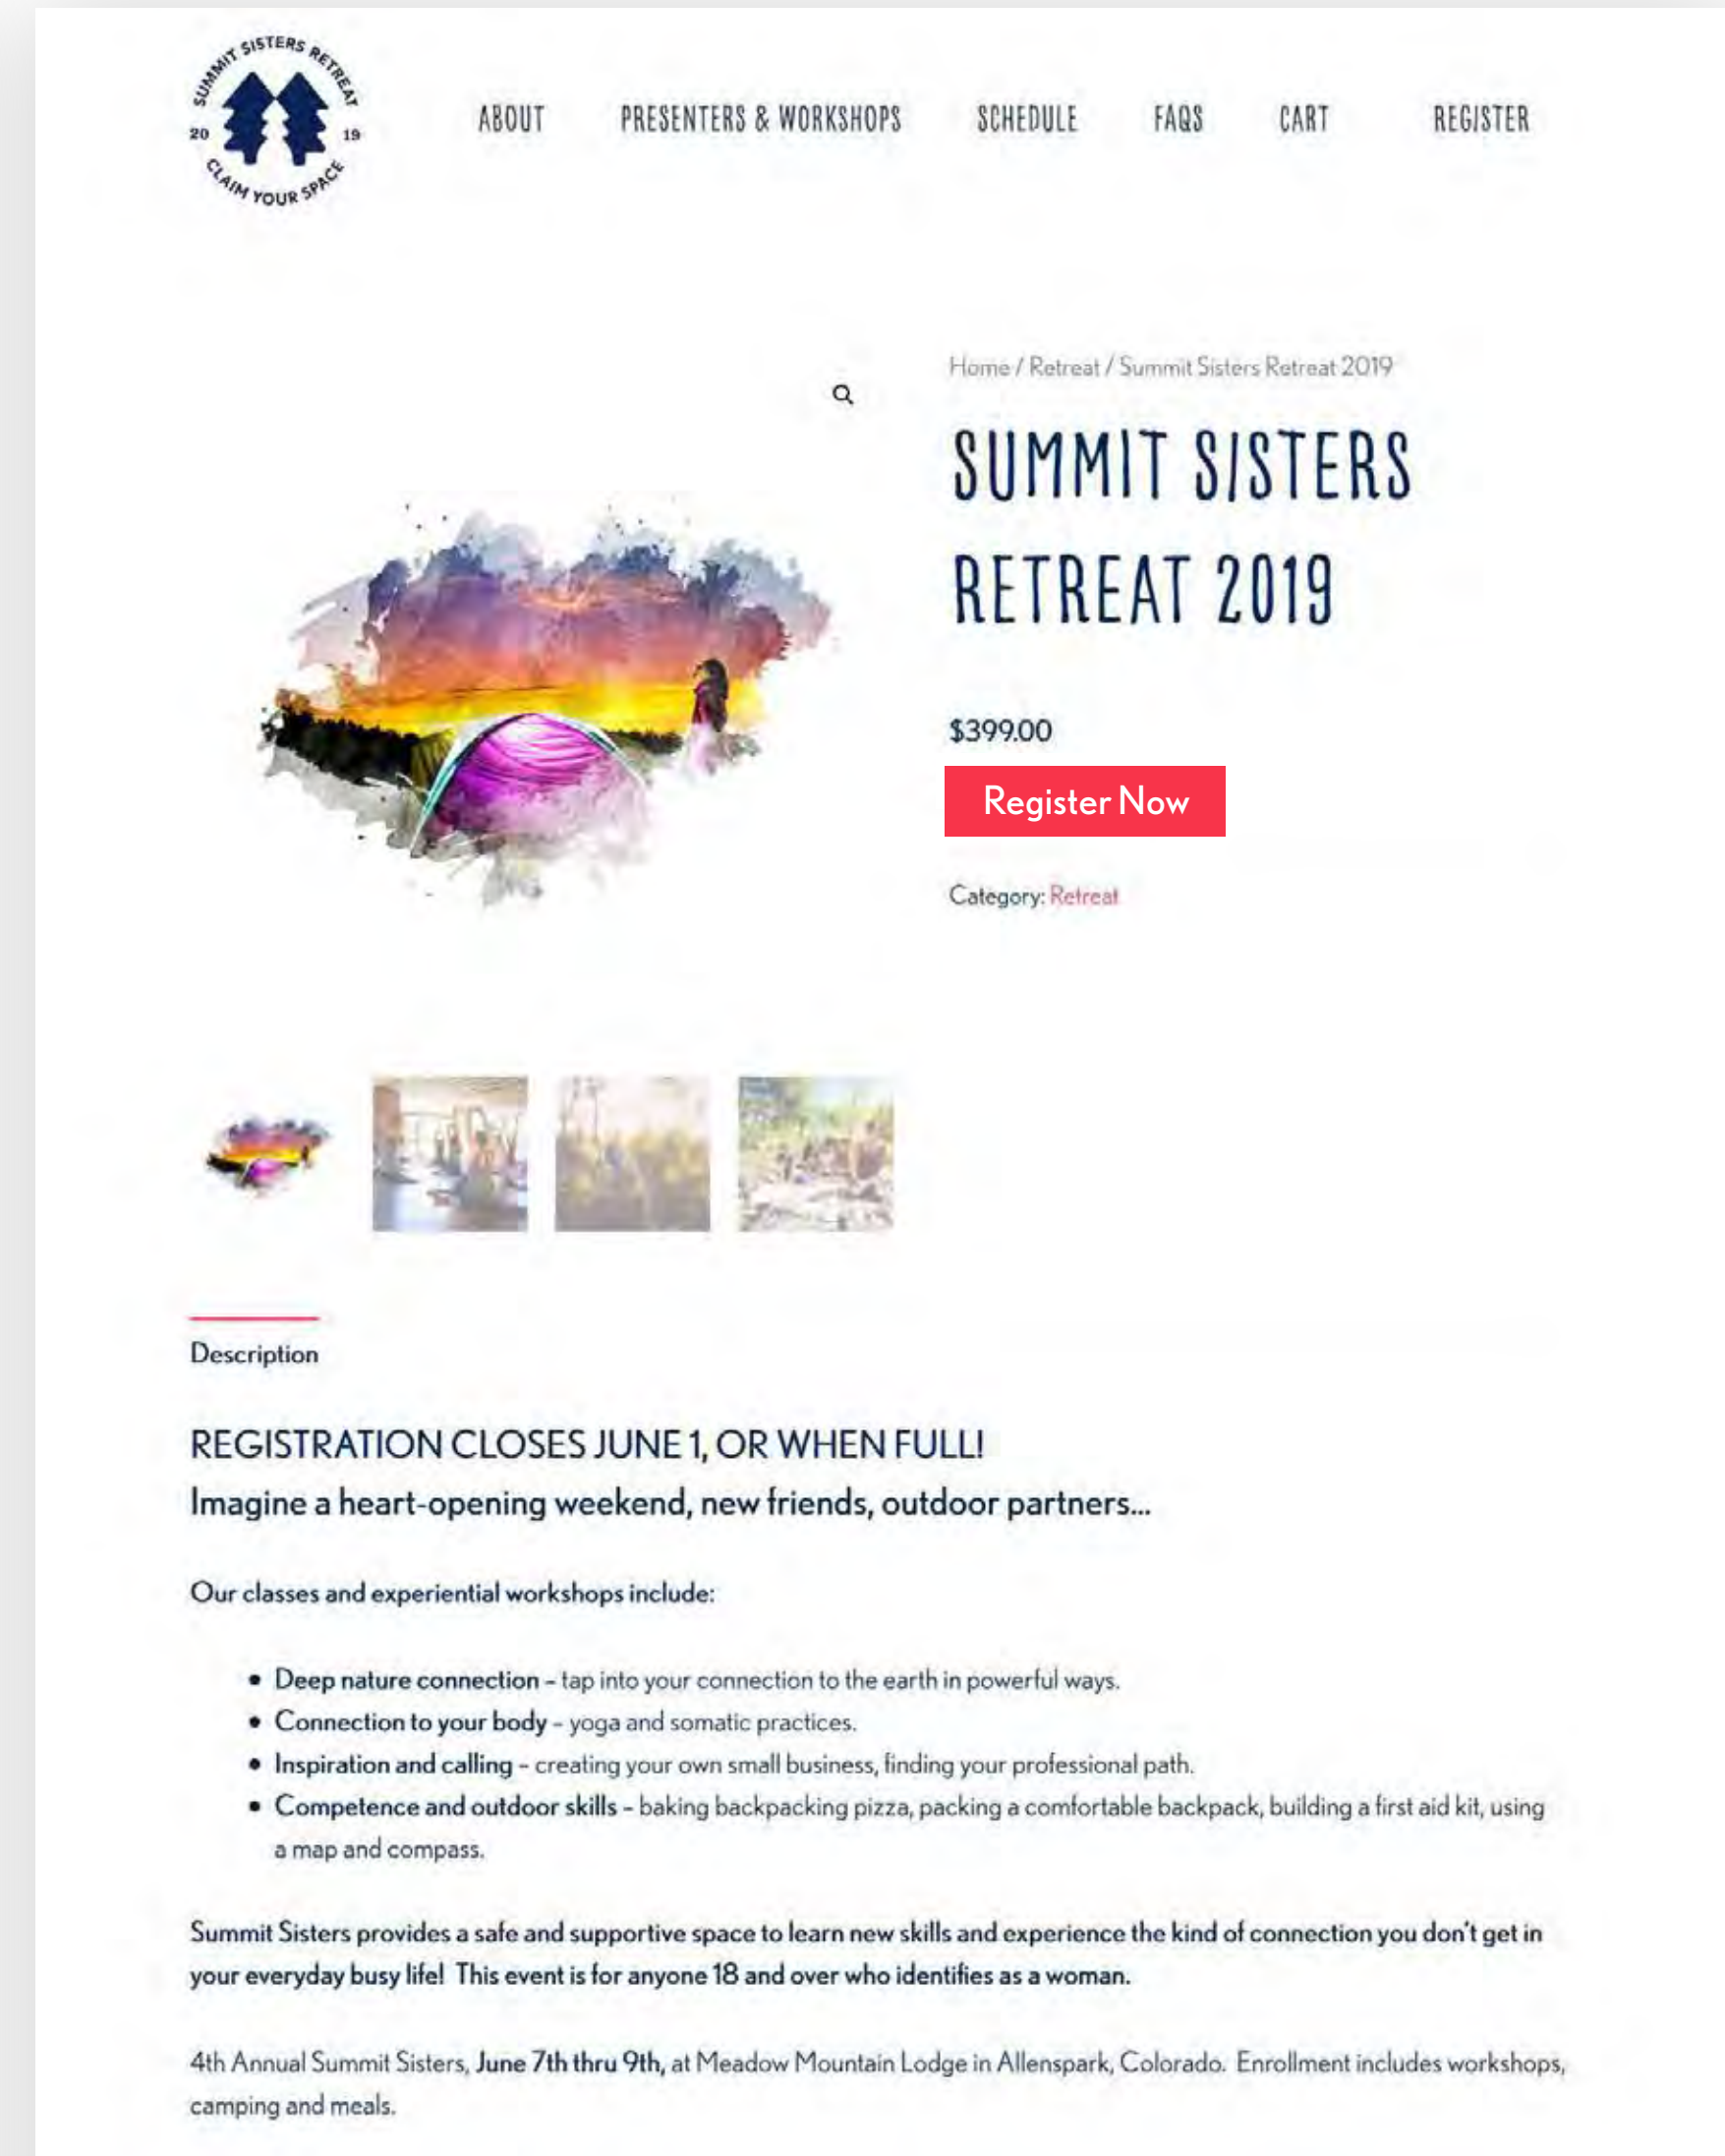 SUMMIT SISTERS RETREAT
20 19
CLAIM YOUR SPACE
ABOUT PRESENTERS & WORKSHOPS SCHEDULE FAQS CART REGISTER
Home / Retreat / Summit Sisters Retreat 2019
SUMMIT SISTERS
RETREAT 2019
$399.00
Register Now
Category: Retreat
Description
REGISTRATION CLOSES JUNE 1, OR WHEN FULL!
Imagine a heart-opening weekend, new friends, outdoor partners...
Our classes and experiential workshops include:
• Deep nature connection – tap into your connection to the earth in powerful ways.
• Connection to your body – yoga and somatic practices.
• Inspiration and calling – creating your own small business, finding your professional path.
• Competence and outdoor skills – baking backpacking pizza, packing a comfortable backpack, building a first aid kit, using
a map and compass.
Summit Sisters provides a safe and supportive space to learn new skills and experience the kind of connection you don't get in
your everyday busy life! This event is for anyone 18 and over who identifies as a woman.
4th Annual Summit Sisters, June 7th thru 9th, at Meadow Mountain Lodge in Allenspark, Colorado. Enrollment includes workshops,
camping and meals.